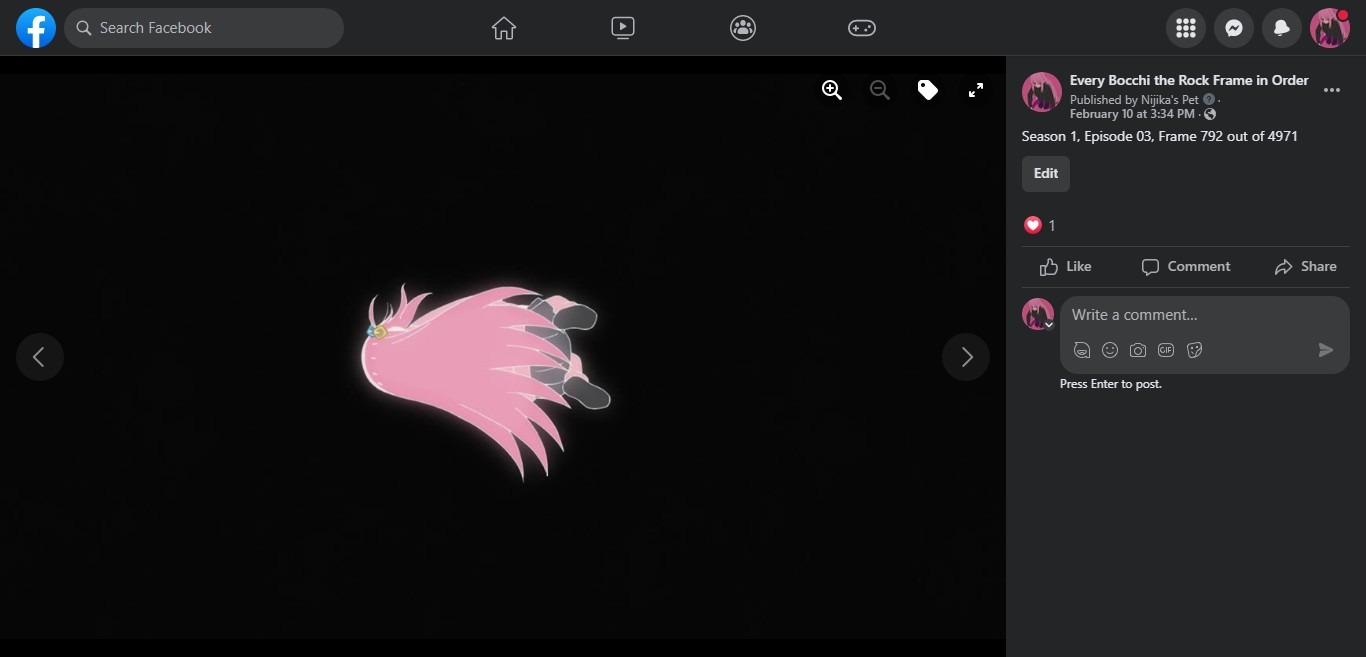 Search Facebook
Every Bocchi the Rock Frame in Order
Published by Nijika's Pet ? ·
February 10 at 3:34 PM ·
Season 1, Episode 03, Frame 792 out of 4971
Edit
1
Like Comment Share
Write a comment...
GIF
Press Enter to post.